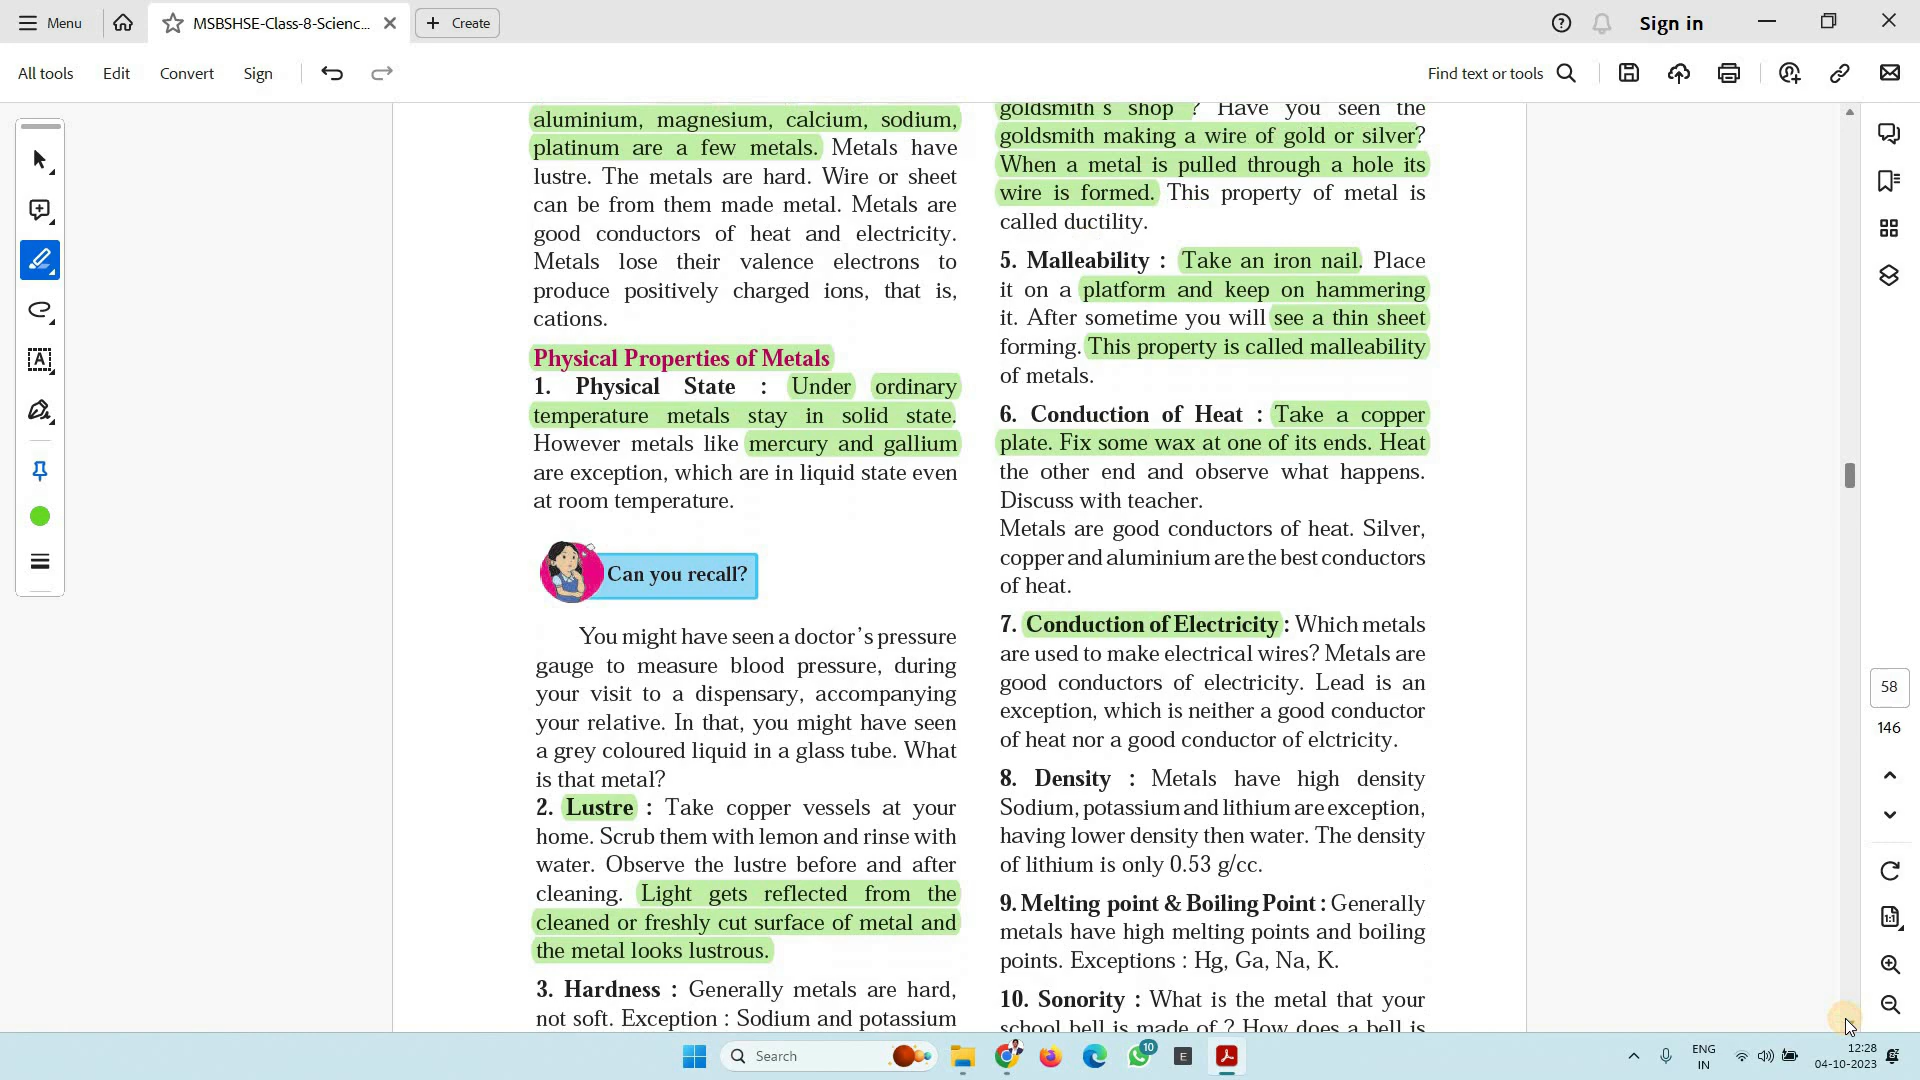 Menu
MSBSHSE-Class-8-Scienc...
Create
Sign in
All tools
Edit
Convert
Sign
Find text or tools
aluminium, magnesium, calcium, sodium,
platinum are a few metals. Metals have
lustre. The metals are hard. Wire or sheet
can be from them made metal. Metals are
good conductors of heat and electricity.
Metals lose their valence electrons to
produce positively charged ions, that is,
cations.
Physical Properties of Metals
1. Physical State : Under ordinary
temperature metals stay in solid state.
However metals like mercury and gallium
are exception, which are in liquid state even
at room temperature.
Can you recall?
You might have seen a doctor’s pressure
gauge to measure blood pressure, during
your visit to a dispensary, accompanying
your relative. In that, you might have seen
a grey coloured liquid in a glass tube. What
is that metal?
2. Lustre : Take copper vessels at your
home. Scrub them with lemon and rinse with
water. Observe the lustre before and after
cleaning. Light gets reflected from the
cleaned or freshly cut surface of metal and
the metal looks lustrous.
3. Hardness : Generally metals are hard,
not soft. Exception : Sodium and potassium
goldsmith’s shop ? Have you seen the
goldsmith making a wire of gold or silver?
When a metal is pulled through a hole its
wire is formed. This property of metal is
called ductility.
5. Malleability : Take an iron nail. Place
it on a platform and keep on hammering
it. After sometime you will see a thin sheet
forming. This property is called malleability
of metals.
6. Conduction of Heat : Take a copper
plate. Fix some wax at one of its ends. Heat
the other end and observe what happens.
Discuss with teacher.
Metals are good conductors of heat. Silver,
copper and aluminium are the best conductors
of heat.
7. Conduction of Electricity : Which metals
are used to make electrical wires? Metals are
good conductors of electricity. Lead is an
exception, which is neither a good conductor
of heat nor a good conductor of elctricity.
8. Density : Metals have high density
Sodium, potassium and lithium are exception,
having lower density then water. The density
of lithium is only 0.53 g/cc.
9. Melting point & Boiling Point : Generally
metals have high melting points and boiling
points. Exceptions : Hg, Ga, Na, K.
10. Sonority : What is the metal that your
school bell is made of ? How does a bell is
58
146
Search
10
E
ENG
IN
12:28
04-10-2023